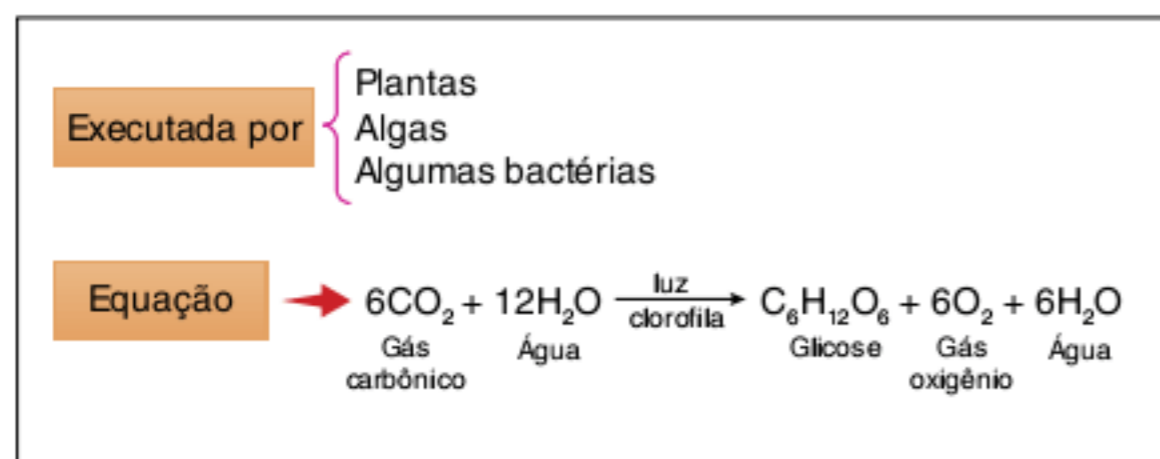 Executada por
Plantas
Algas
Algumas bactérias
Equação
6CO₂ + 12H₂O luz clorofila C₆H₁₂O₆ + 6O₂ + 6H₂O
Gás carbônico Água Glicose Gás oxigênio Água